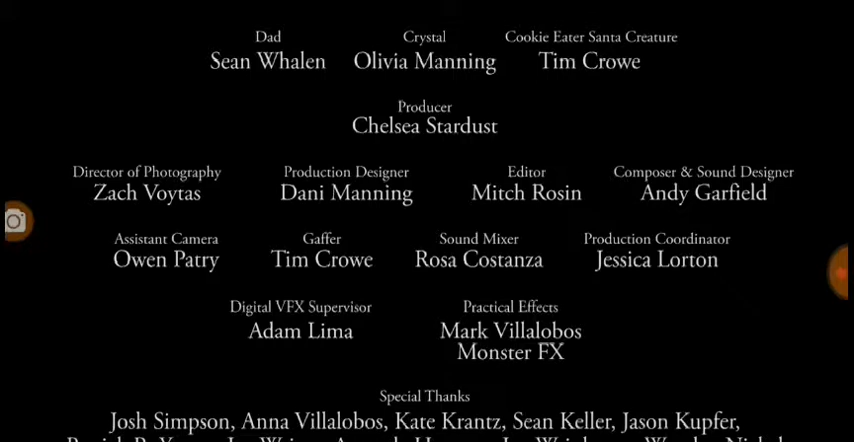 Dad Crystal Cookie Eater Santa Creature
Sean Whalen Olivia Manning Tim Crowe
Producer
Chelsea Stardust
Director of Photography Production Designer Editor Composer & Sound Designer
Zach Voytas Dani Manning Mitch Rosin Andy Garfield
Assistant Camera Gaffer Sound Mixer Production Coordinator
Owen Patry Tim Crowe Rosa Costanza Jessica Lorton
Digital VFX Supervisor Practical Effects
Adam Lima Mark Villalobos
Monster FX
Special Thanks
Josh Simpson, Anna Villalobos, Kate Krantz, Sean Keller, Jason Kupfer,